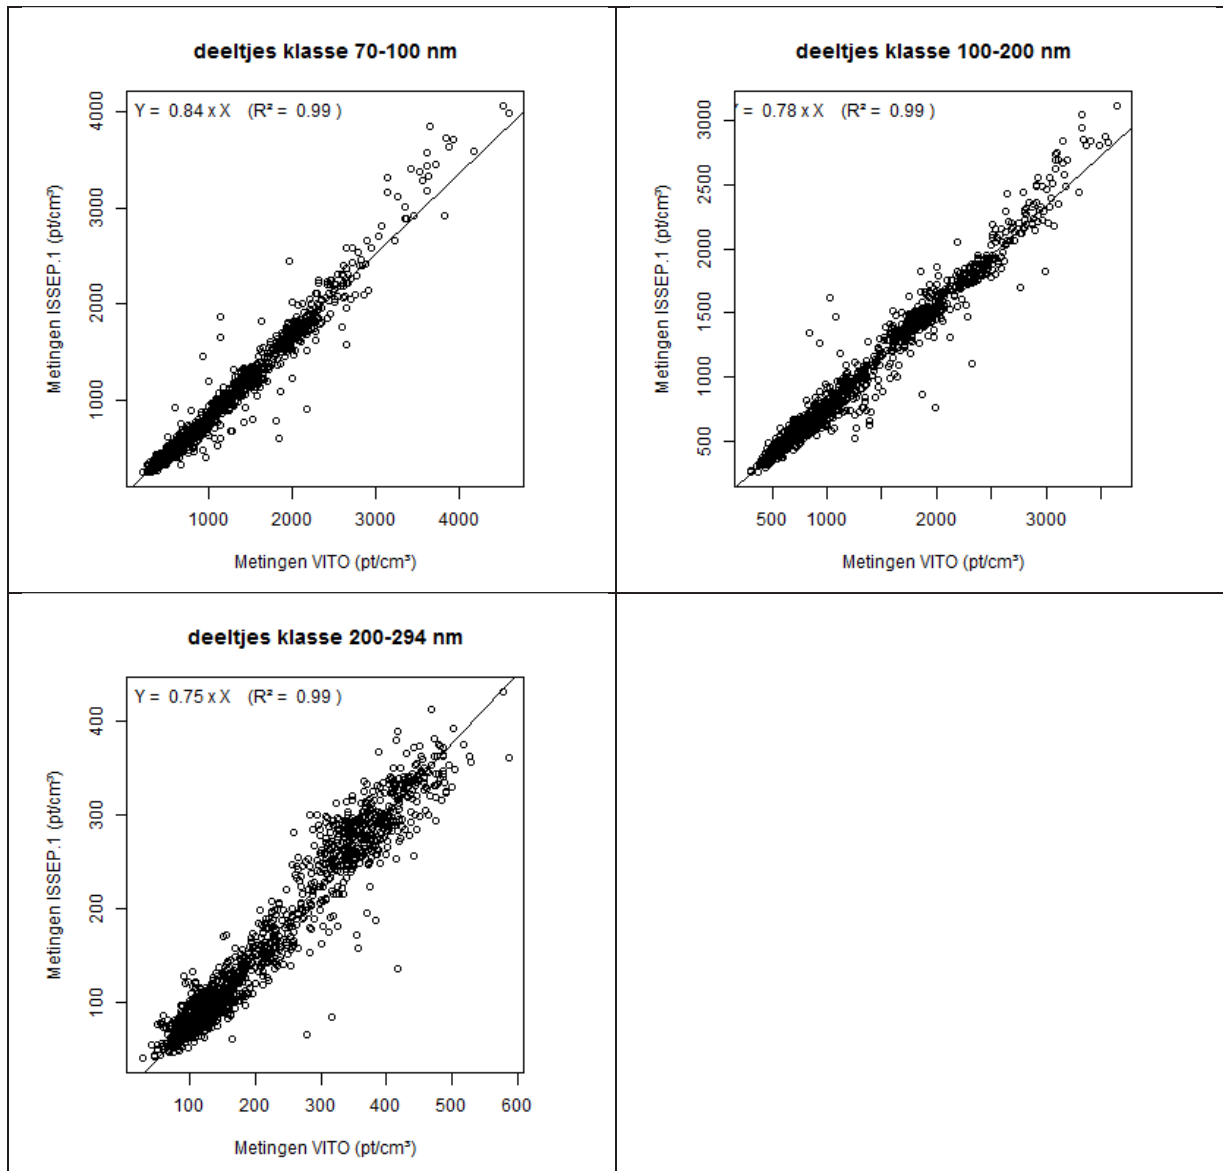 deeltjes klasse 70-100 nm
Y = 0.84 x X (R² = 0.99 )
4000
3000
2000
1000
Metingen ISSEP.1 (pt/cm³)
1000 2000 3000 4000
Metingen VITO (pt/cm³)
deeltjes klasse 100-200 nm
= 0.78 x X (R² = 0.99 )
3000
2500
2000
1500
1000
500
Metingen ISSEP.1 (pt/cm³)
500 1000 2000 3000
Metingen VITO (pt/cm³)
deeltjes klasse 200-294 nm
Y = 0.75 x X (R² = 0.99 )
400
300
200
100
Metingen ISSEP.1 (pt/cm³)
100 200 300 400 500 600
Metingen VITO (pt/cm³)